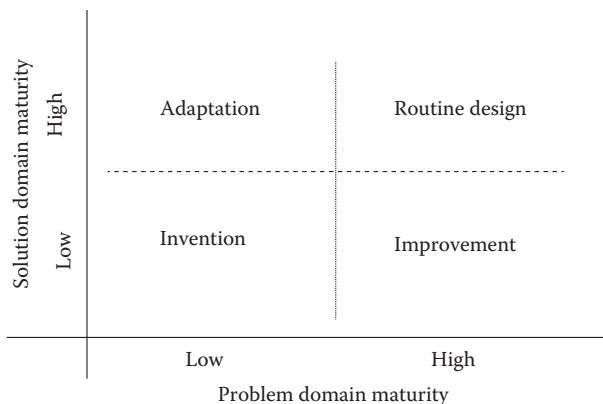 Solution domain maturity
High
Low
Adaptation
Routine design
Invention
Improvement
Low
High
Problem domain maturity